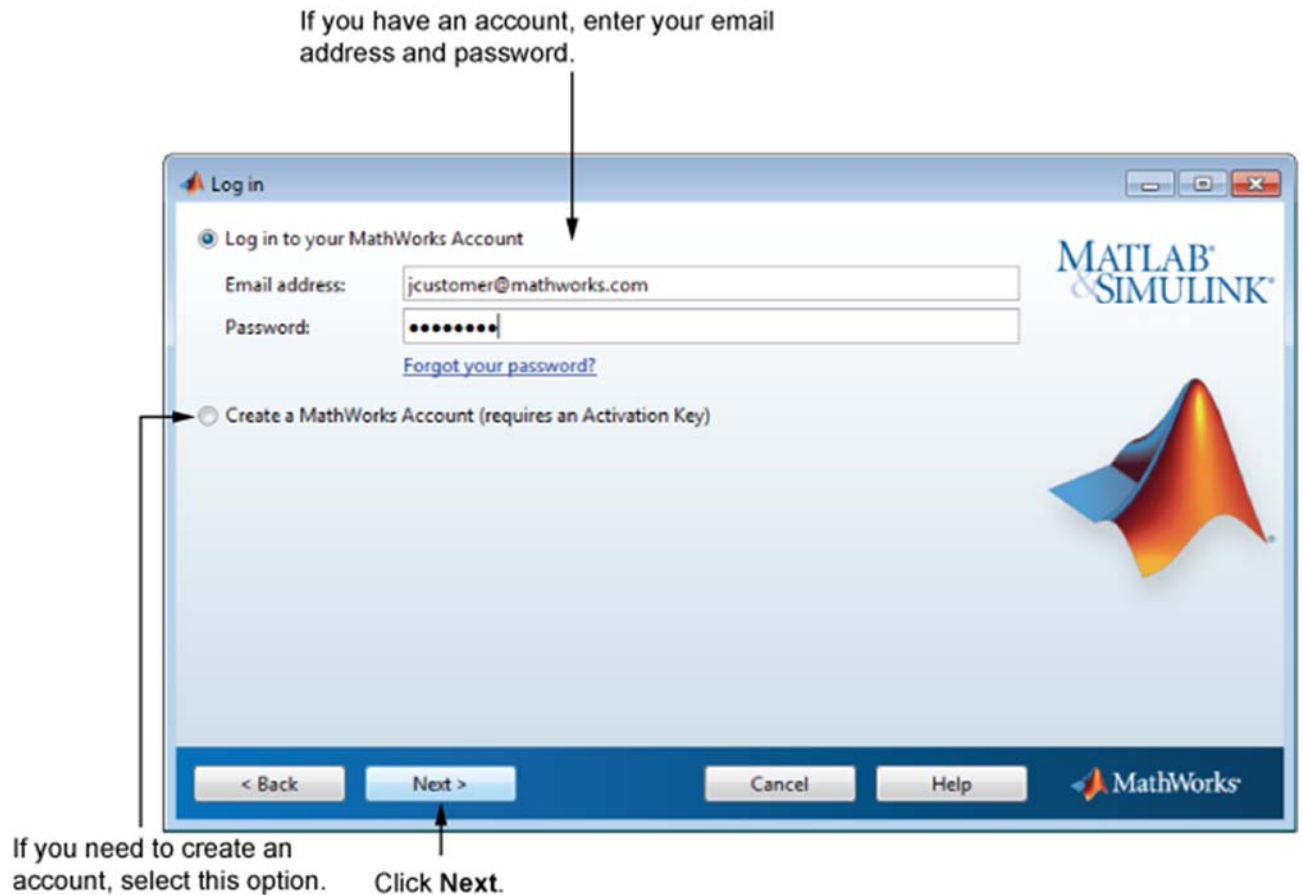 If you have an account, enter your email
address and password.
Log in
Log in to your MathWorks Account
MATLAB®
&SIMULINK®
Email address: jcustomer@mathworks.com
Password: ●●●●●●●●
Forgot your password?
Create a MathWorks Account (requires an Activation Key)
< Back Next > Cancel Help MathWorks®
If you need to create an
account, select this option.
Click Next.